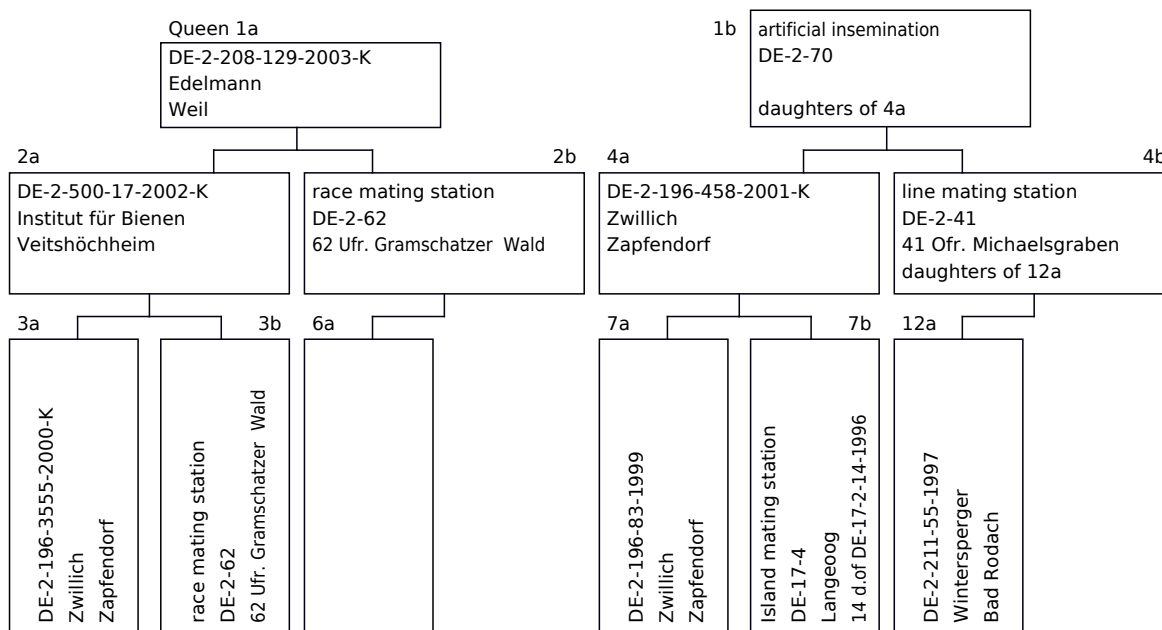 Queen 1a
DE-2-208-129-2003-K
Edelmann
Weil
1b
artificial insemination
DE-2-70
daughters of 4a
2a
DE-2-500-17-2002-K
Institut für Bienen
Veitshöchheim
2b
race mating station
DE-2-62
62 Ufr. Gramschatzer Wald
4a
DE-2-196-458-2001-K
Zwillich
Zapfendorf
4b
line mating station
DE-2-41
41 Ofr. Michaelsgraben
daughters of 12a
3a
DE-2-196-3555-2000-K
Zwillich
Zapfendorf
3b
race mating station
DE-2-62
62 Ufr. Gramschatzer Wald
6a
7a
DE-2-196-83-1999
Zwillich
Zapfendorf
7b
Island mating station
DE-17-4
Langeoog
14 d.of DE-17-2-14-1996
12a
DE-2-211-55-1997
Wintersperger
Bad Rodach